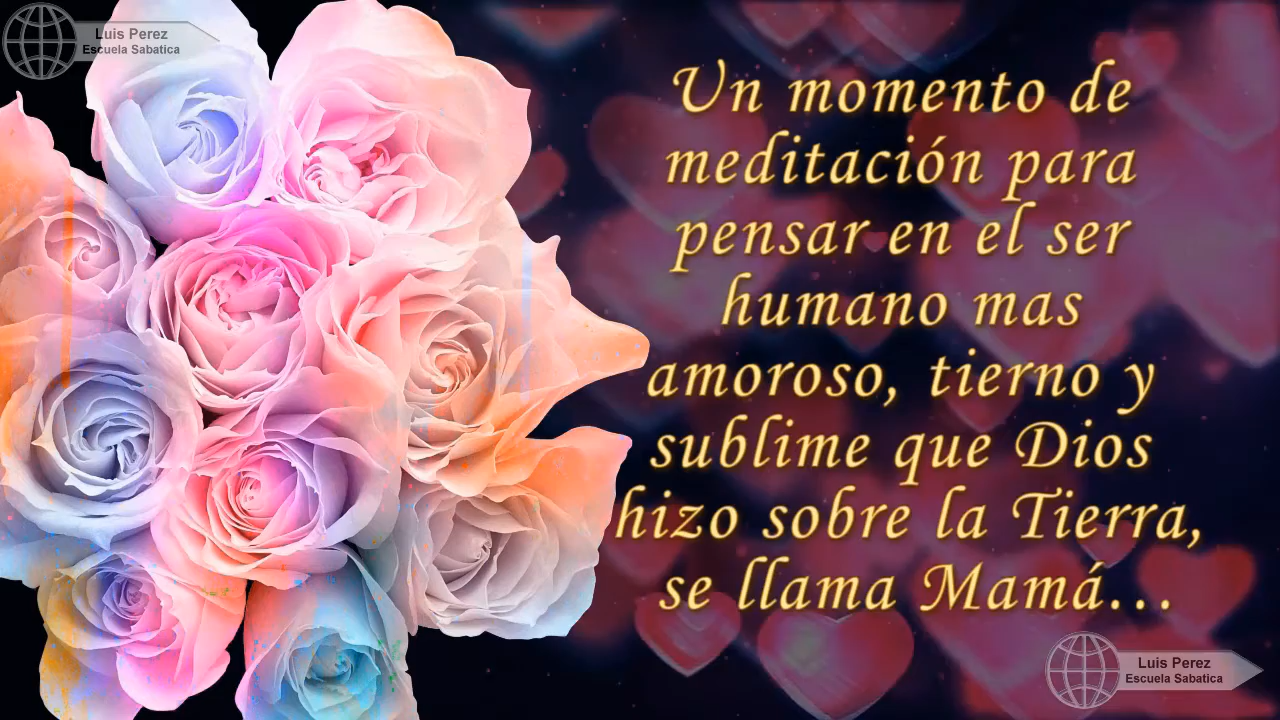 Luis Perez
Escuela Sabatica
Un momento de
meditación para
pensar en el ser
humano mas
amoroso, tierno y
sublime que Dios
hizo sobre la Tierra,
se llama Mamá...
Luis Perez
Escuela Sabatica